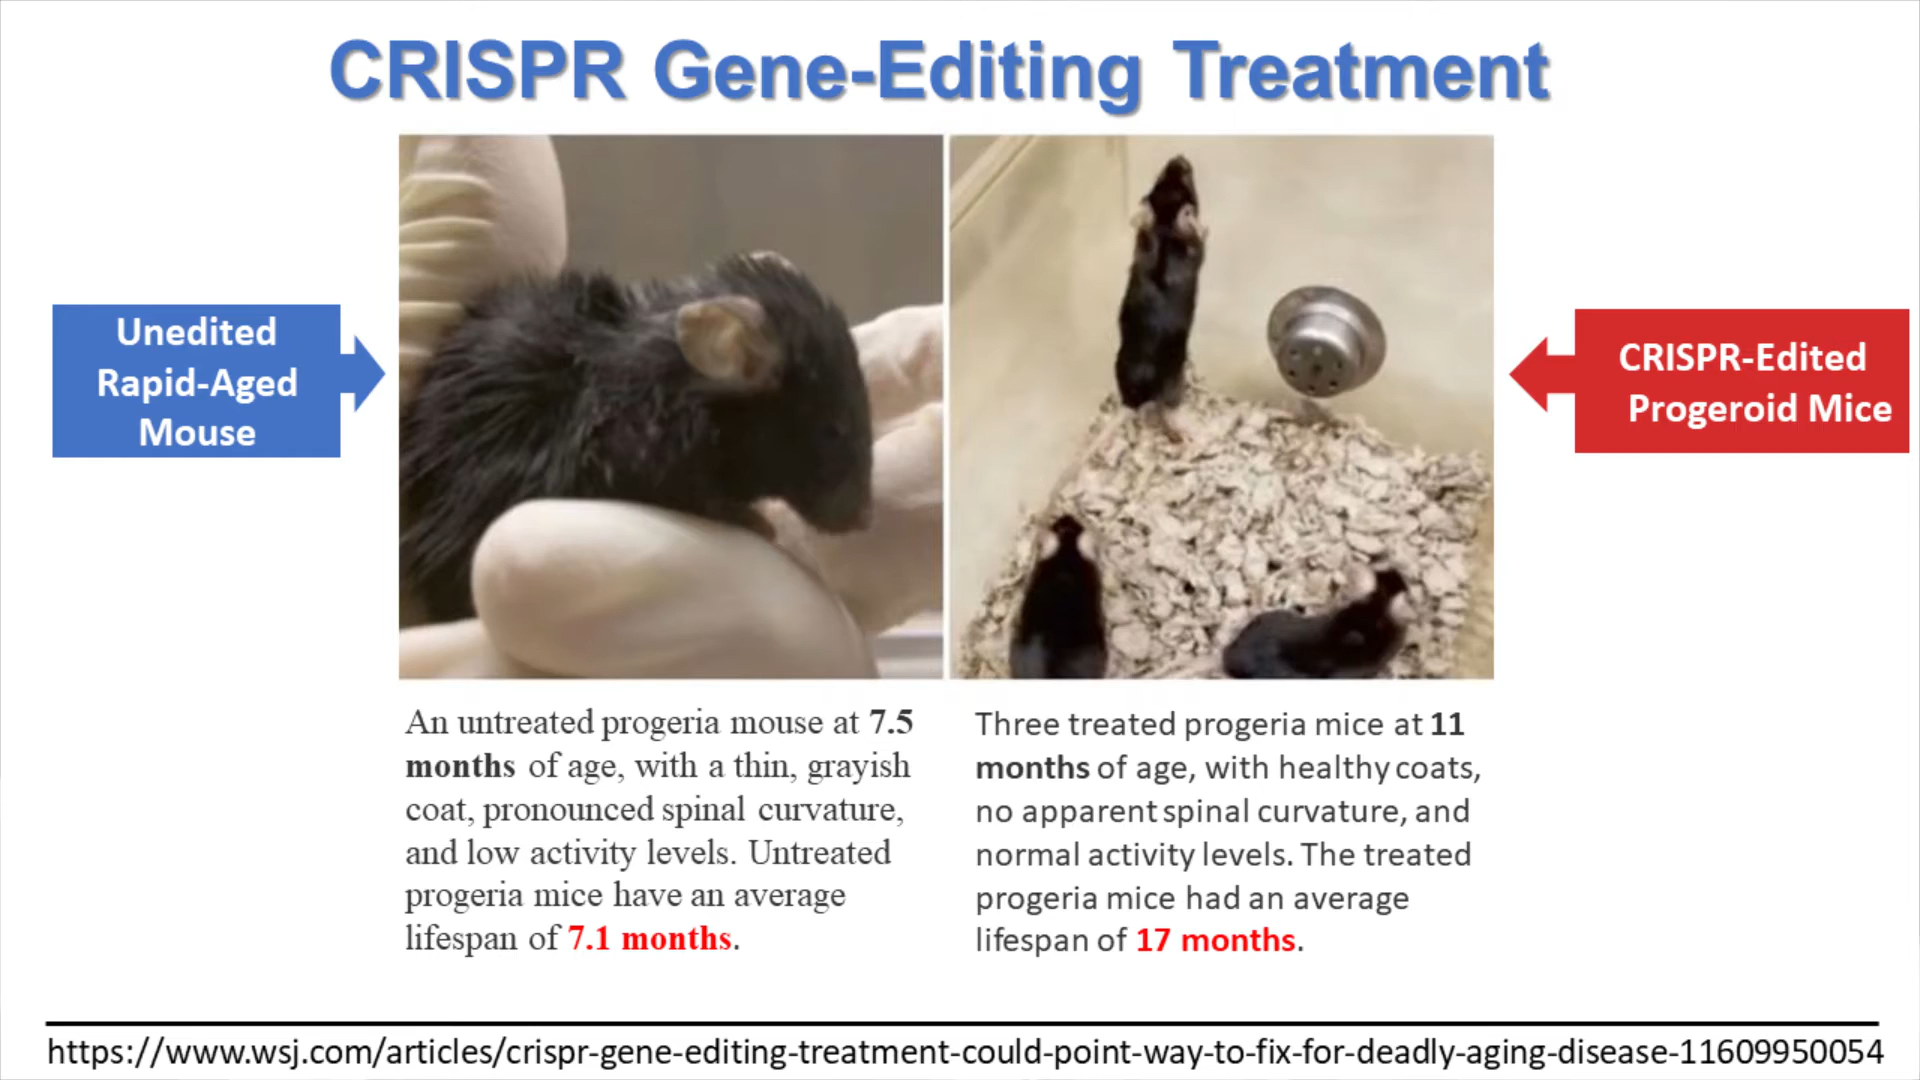 CRISPR Gene-Editing Treatment
Unedited
Rapid-Aged
Mouse
CRISPR-Edited
Progeroid Mice
An untreated progeria mouse at 7.5
months of age, with a thin, grayish
coat, pronounced spinal curvature,
and low activity levels. Untreated
progeria mice have an average
lifespan of 7.1 months.
Three treated progeria mice at 11
months of age, with healthy coats,
no apparent spinal curvature, and
normal activity levels. The treated
progeria mice had an average
lifespan of 17 months.
https://www.wsj.com/articles/crispr-gene-editing-treatment-could-point-way-to-fix-for-deadly-aging-disease-11609950054